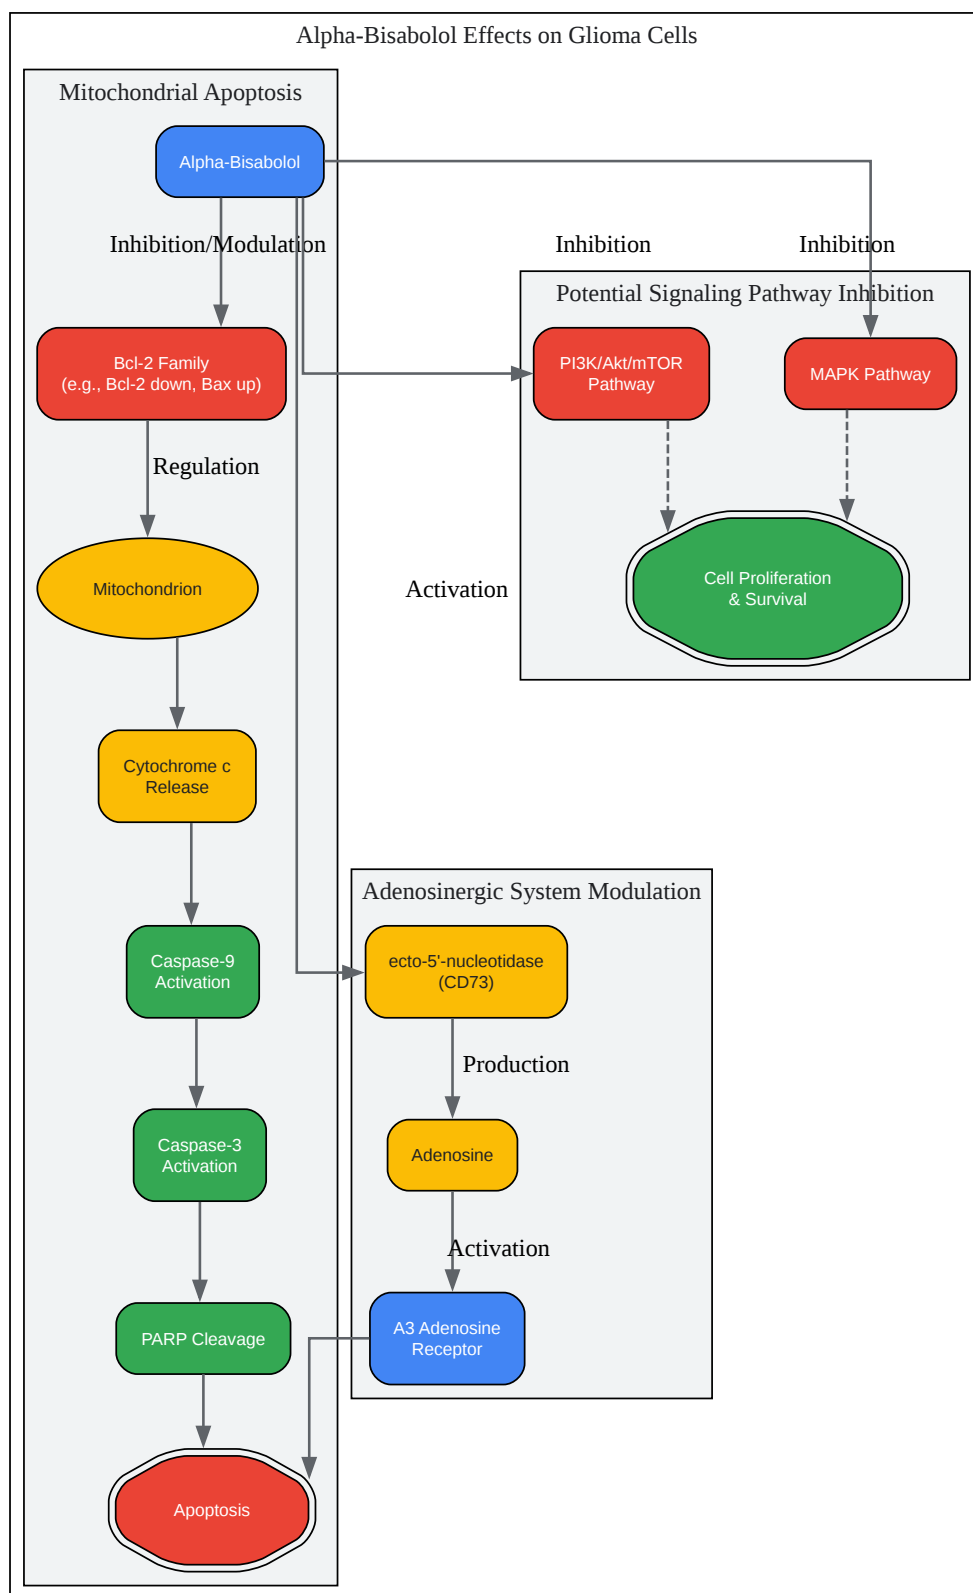 Alpha-Bisabolol Effects on Glioma Cells
Mitochondrial Apoptosis
Alpha-Bisabolol
Inhibition/Modulation
Inhibition
Inhibition
Potential Signaling Pathway Inhibition
Bcl-2 Family
(e.g., Bcl-2 down, Bax up)
PI3K/Akt/mTOR
Pathway
MAPK Pathway
Regulation
Mitochondrion
Activation
Cell Proliferation
& Survival
Cytochrome c
Release
Adenosinergic System Modulation
Caspase-9
Activation
ecto-5'-nucleotidase
(CD73)
Production
Caspase-3
Activation
Adenosine
Activation
PARP Cleavage
A3 Adenosine
Receptor
Apoptosis